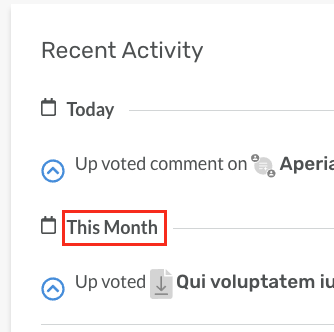 Recent Activity
Today
Up voted comment on Aperia
This Month
Up voted Qui voluptatem iu